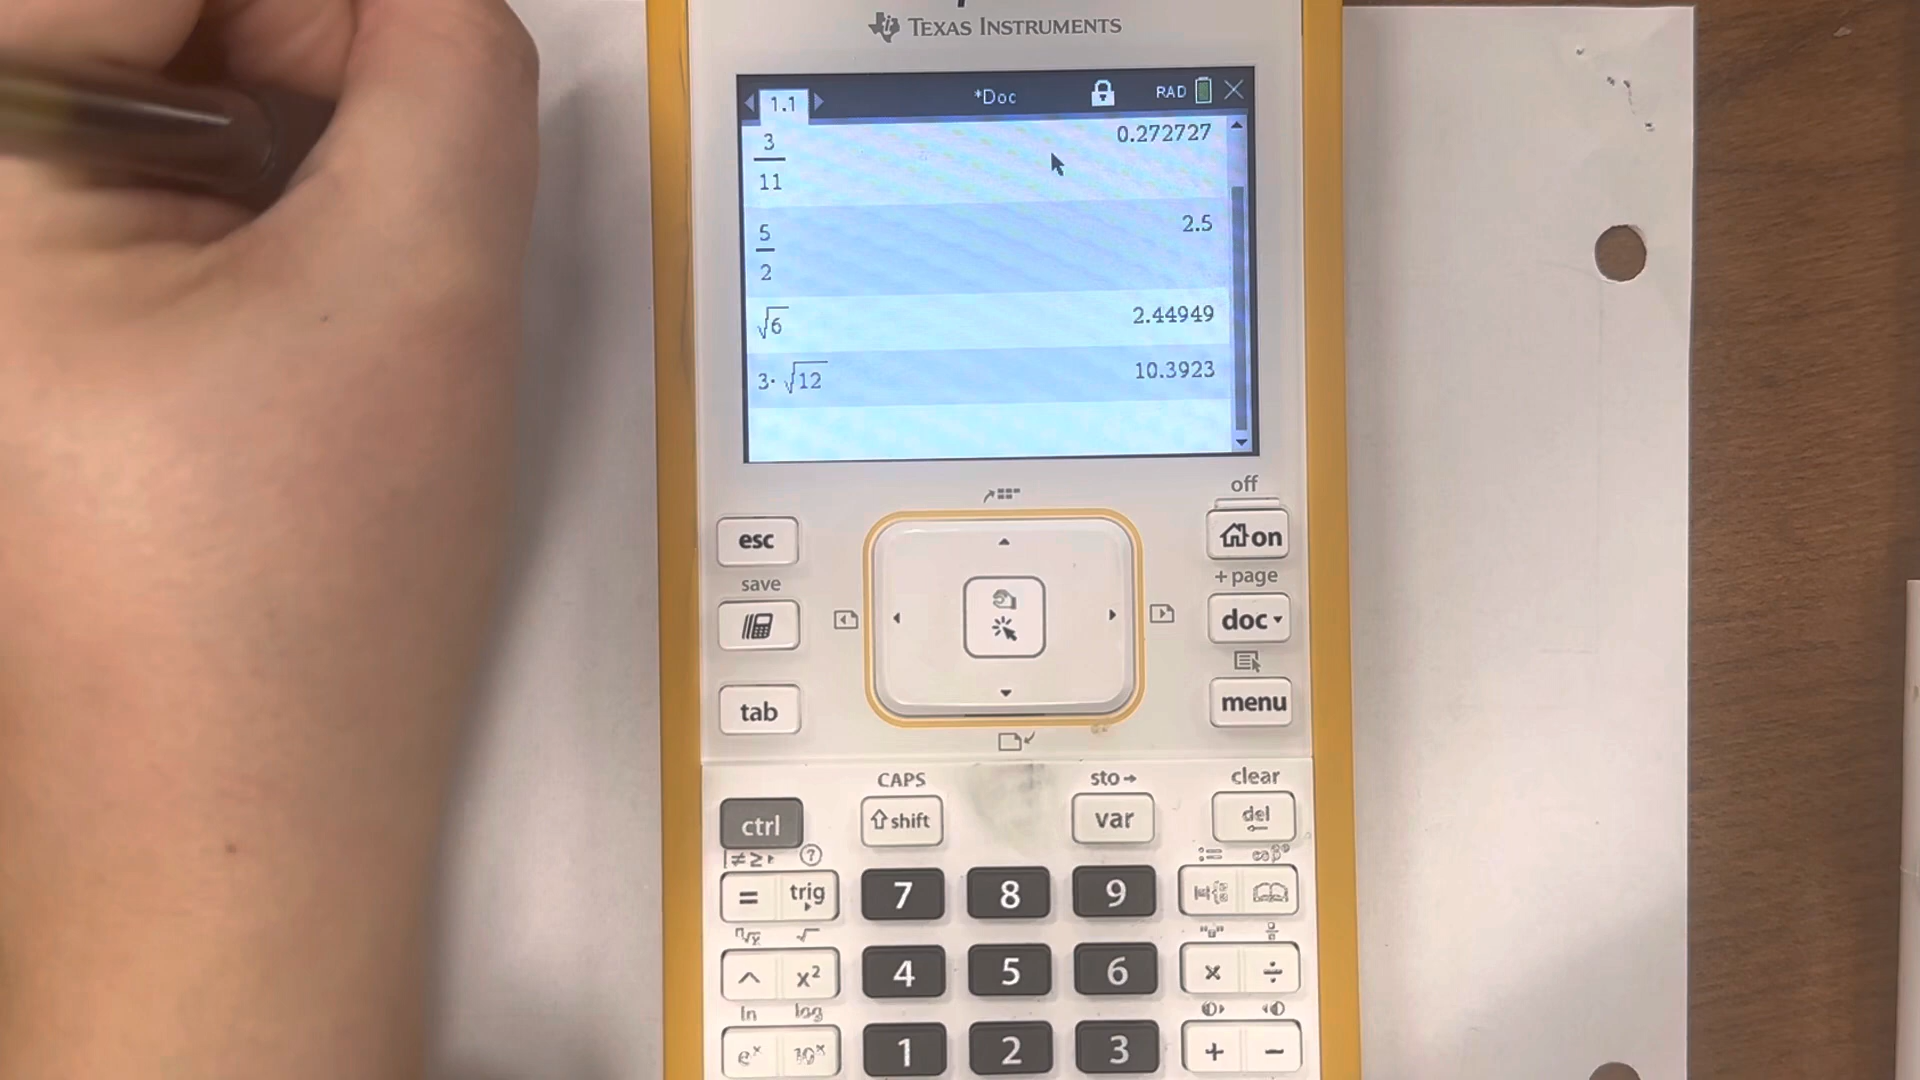 TEXAS INSTRUMENTS
1.1 *Doc RAD
3/11 0.272727
5/2 2.5
√6 2.44949
3·√12 10.3923
off
esc on
save + page
doc
tab menu
CAPS sto→ clear
ctrl shift var del
|≠≥▸ ? :=
= trig 7 8 9
ⁿ√x √
^ x² 4 5 6 × ÷
ln log
eˣ 10ˣ 1 2 3 + −